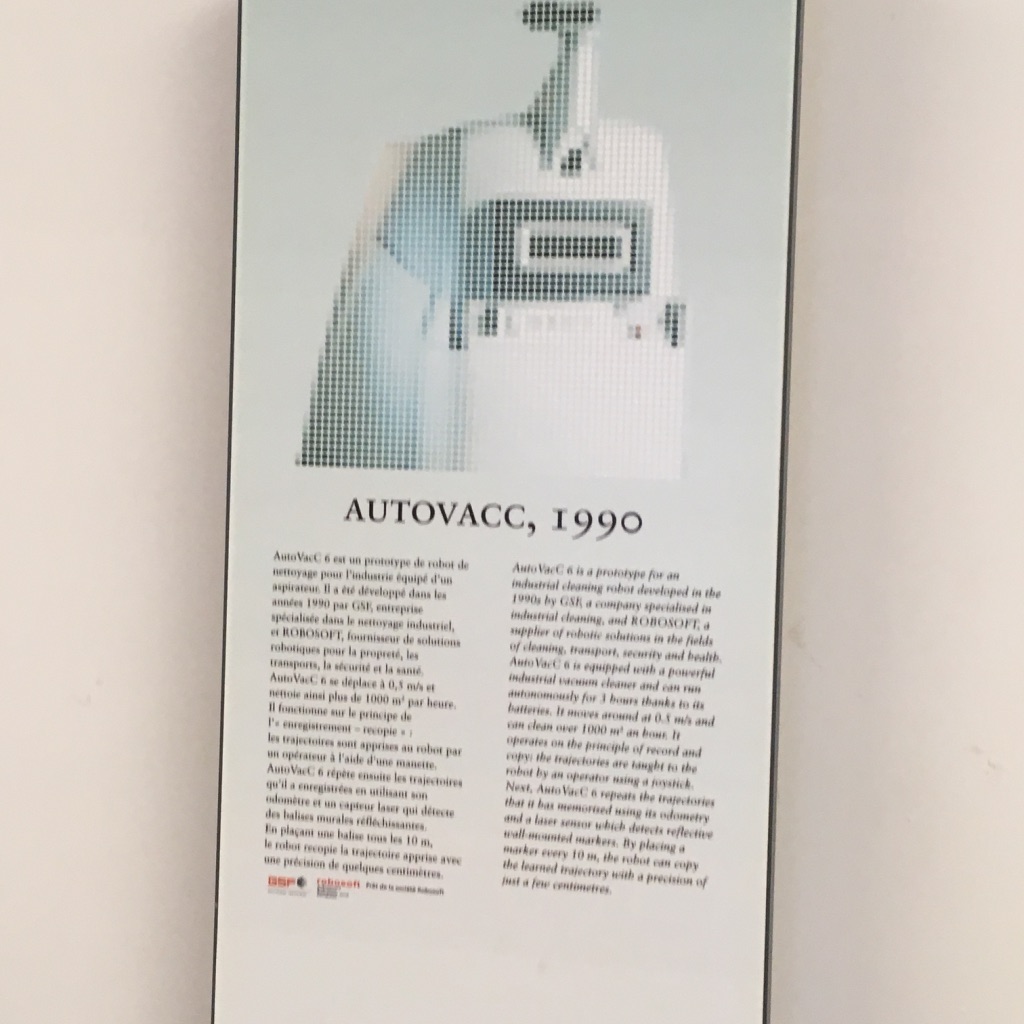 AUTOVACC, 1990
AutoVacC 6 est un prototype de robot de
nettoyage pour l'industrie équipé d'un
aspirateur. Il a été développé dans les
années 1990 par GSF, entreprise
spécialisée dans le nettoyage industriel,
et ROBOSOFT, fournisseur de solutions
robotiques pour la propreté, les
transports, la sécurité et la santé.
AutoVacC 6 se déplace à 0,5 m/s et
nettoie ainsi plus de 1000 m² par heure.
Il fonctionne sur le principe de
l'« enregistrement – recopie » :
les trajectoires sont apprises au robot par
un opérateur à l'aide d'une manette.
AutoVacC 6 répète ensuite les trajectoires
qu'il a enregistrées en utilisant son
odomètre et un capteur laser qui détecte
des balises murales réfléchissantes.
En plaçant une balise tous les 10 m,
le robot recopie la trajectoire apprise avec
une précision de quelques centimètres.
AutoVacC 6 is a prototype for an
industrial cleaning robot developed in the
1990s by GSF, a company specialised in
industrial cleaning, and ROBOSOFT, a
supplier of robotic solutions in the fields
of cleaning, transport, security and health.
AutoVacC 6 is equipped with a powerful
industrial vacuum cleaner and can run
autonomously for 3 hours thanks to its
batteries. It moves around at 0.5 m/s and
can clean over 1000 m² an hour. It
operates on the principle of record and
copy: the trajectories are taught to the
robot by an operator using a joystick.
Next, AutoVacC 6 repeats the trajectories
that it has memorised using its odometry
and a laser sensor which detects reflective
wall-mounted markers. By placing a
marker every 10 m, the robot can copy
the learned trajectory with a precision of
just a few centimetres.
GSF robosoft Prêt de la société Robosoft